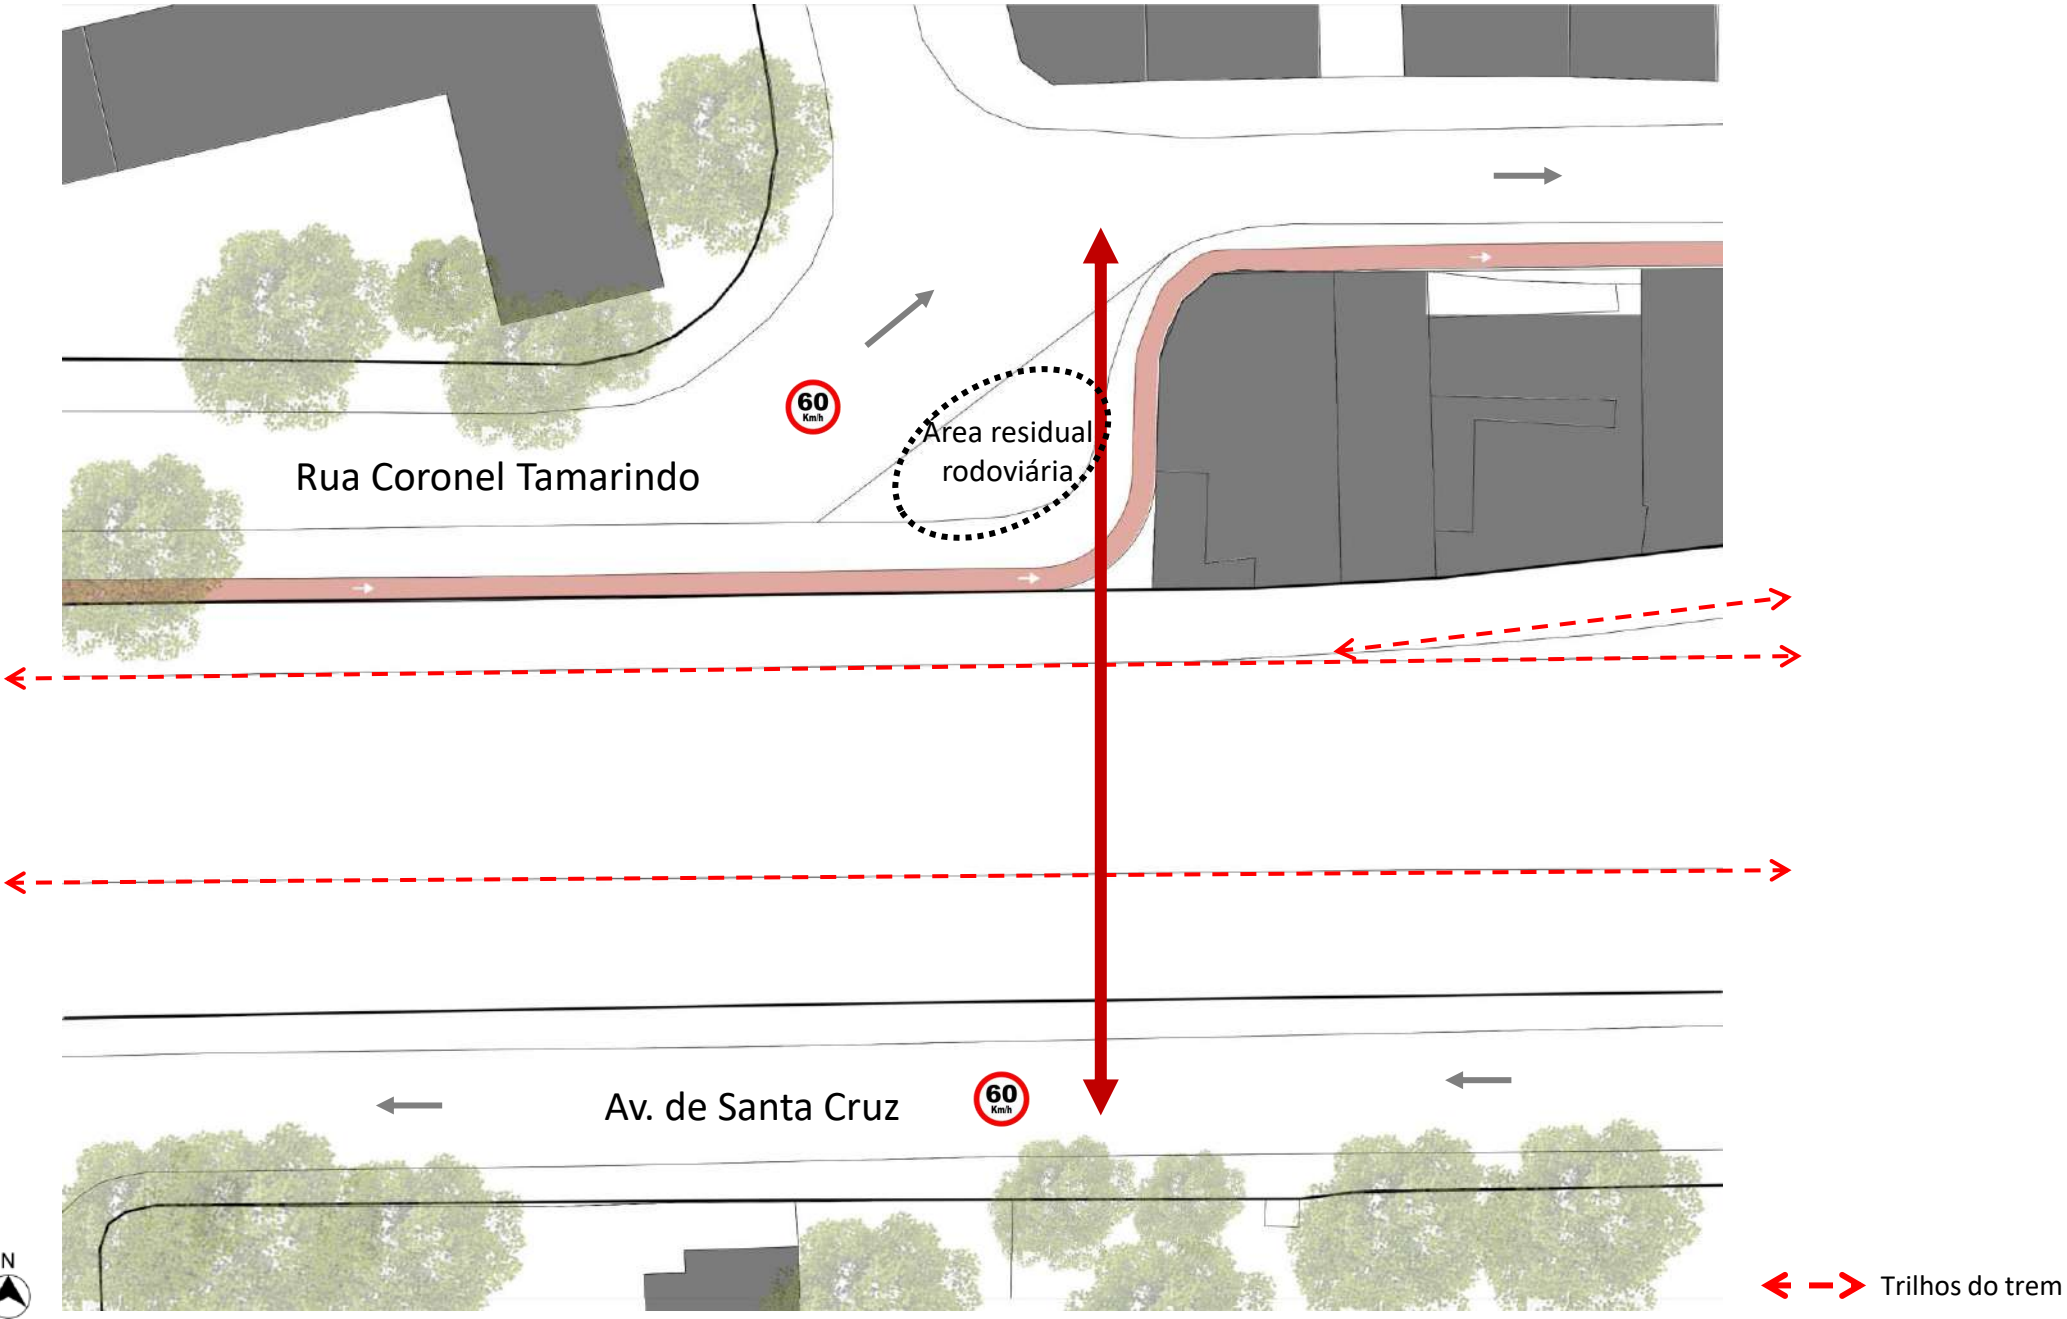 60
Km/h
Área residual
rodoviária
Rua Coronel Tamarindo
Av. de Santa Cruz
60
Km/h
N
Trilhos do trem